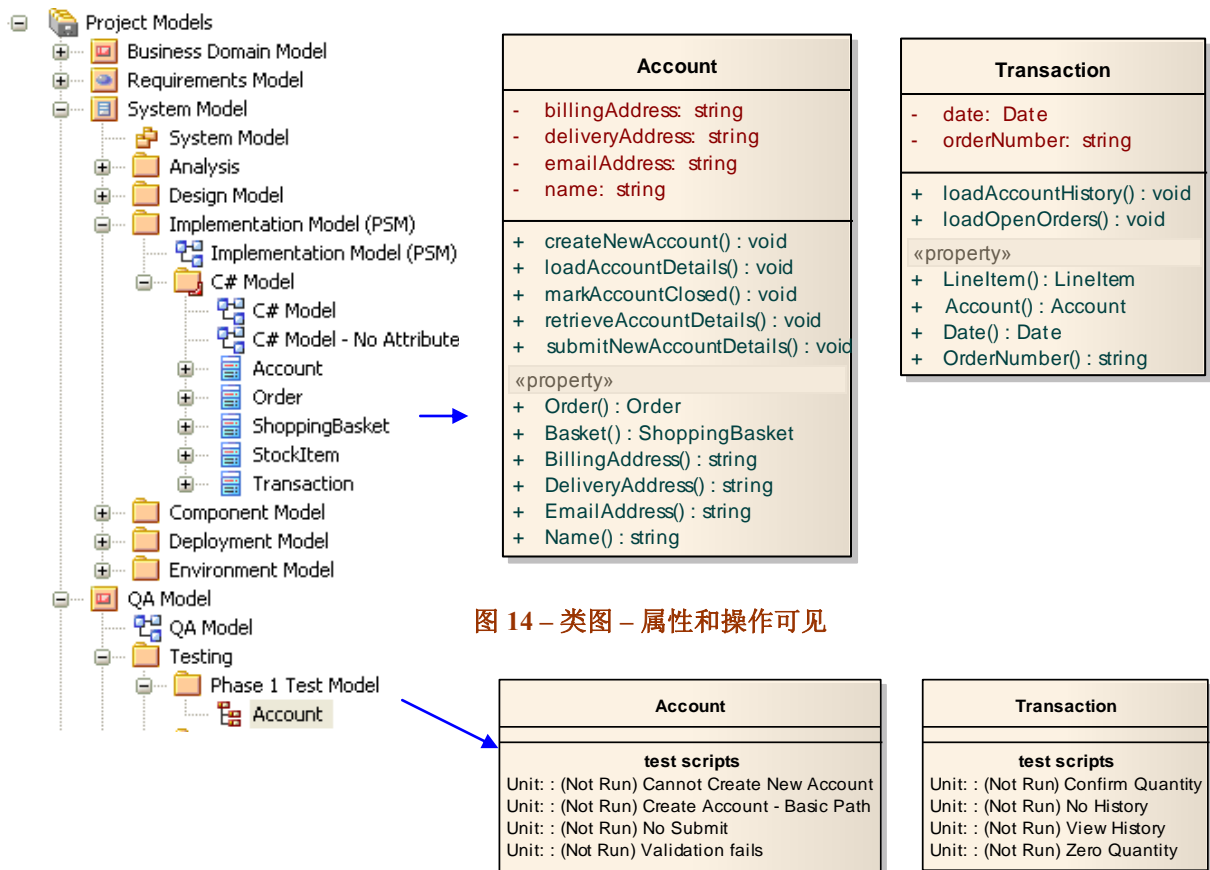 Project Models
Business Domain Model
Requirements Model
System Model
System Model
Analysis
Design Model
Implementation Model (PSM)
Implementation Model (PSM)
C# Model
C# Model
C# Model - No Attribute
Account
Order
ShoppingBasket
StockItem
Transaction
Component Model
Deployment Model
Environment Model
QA Model
QA Model
Testing
Phase 1 Test Model
Account
Account
- billingAddress: string
- deliveryAddress: string
- emailAddress: string
- name: string
+ createNewAccount() : void
+ loadAccountDetails() : void
+ markAccountClosed() : void
+ retrieveAccountDetails() : void
+ submitNewAccountDetails() : void
«property»
+ Order() : Order
+ Basket() : ShoppingBasket
+ BillingAddress() : string
+ DeliveryAddress() : string
+ EmailAddress() : string
+ Name() : string
Transaction
- date: Date
- orderNumber: string
+ loadAccountHistory() : void
+ loadOpenOrders() : void
«property»
+ LineItem() : LineItem
+ Account() : Account
+ Date() : Date
+ OrderNumber() : string
图 14 – 类图 – 属性和操作可见
Account
test scripts
Unit: : (Not Run) Cannot Create New Account
Unit: : (Not Run) Create Account - Basic Path
Unit: : (Not Run) No Submit
Unit: : (Not Run) Validation fails
Transaction
test scripts
Unit: : (Not Run) Confirm Quantity
Unit: : (Not Run) No History
Unit: : (Not Run) View History
Unit: : (Not Run) Zero Quantity